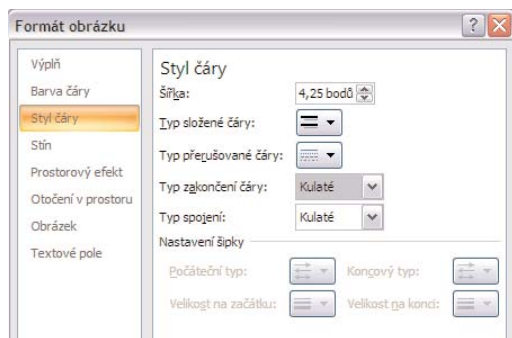 Formát obrázku
Výplň
Barva čáry
Styl čáry
Stín
Prostorový efekt
Otočení v prostoru
Obrázek
Textové pole
Styl čáry
Šířka: 4,25 bodů
Typ složené čáry:
Typ přerušované čáry:
Typ zakončení čáry: Kulaté
Typ spojení: Kulaté
Nastavení šipky
Počáteční typ: Koncový typ:
Velikost na začátku: Velikost na konci: